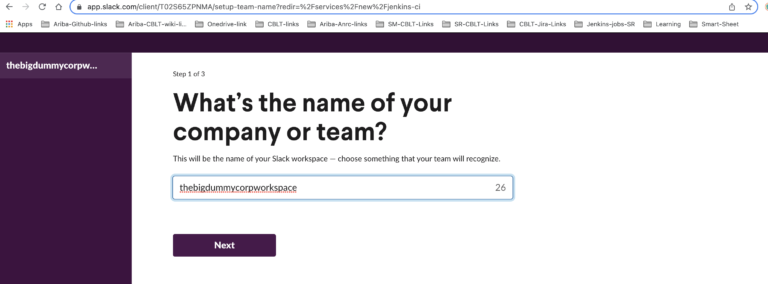 app.slack.com/client/T02S65ZPNMA/setup-team-name?redir=%2Fservices%2Fnew%2Fjenkins-ci
Apps Ariba-Github-links Ariba-CBLT-wiki-li... Onedrive-link CBLT-links Ariba-Anrc-links SM-CBLT-Links SR-CBLT-Links CBLT-Jira-Links Jenkins-jobs-SR Learning Smart-Sheet
thebigdummycorpw...
Step 1 of 3
What's the name of your
company or team?
This will be the name of your Slack workspace — choose something that your team will recognize.
thebigdummycorpworkspace 26
Next